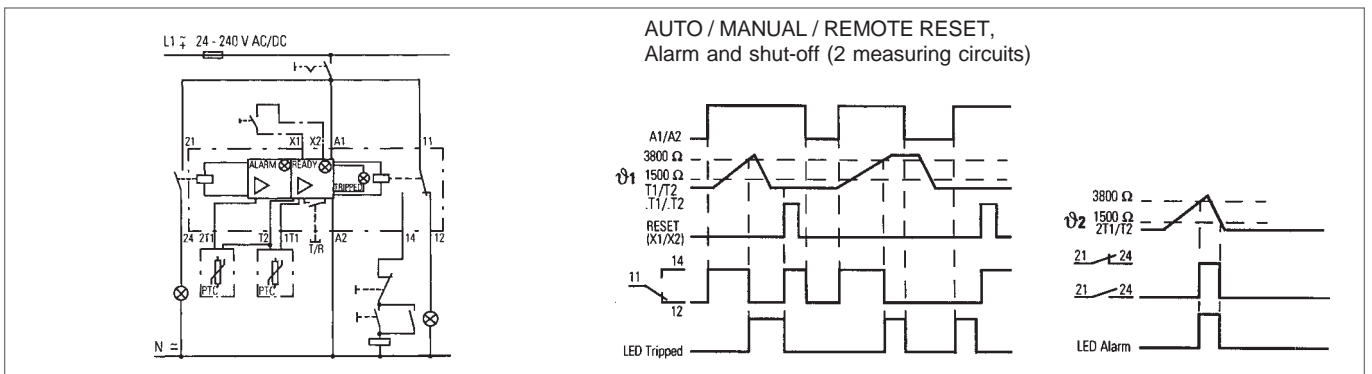 L1 ≂ 24 - 240 V AC/DC
21
X1
X2
A1
11
ALARM
READY
TRIPPED
24
2T1
T2
1T1
T/R
A2
14
12
PTC
PTC
N ≂
AUTO / MANUAL / REMOTE RESET,
Alarm and shut-off (2 measuring circuits)
A1/A2
3800 Ω
ϑ1 1500 Ω
T1/T2
.T1/.T2
RESET
(X1/X2)
14
11
12
LED Tripped
3800 Ω
ϑ2 1500 Ω
2T1/T2
21 24
21 24
LED Alarm